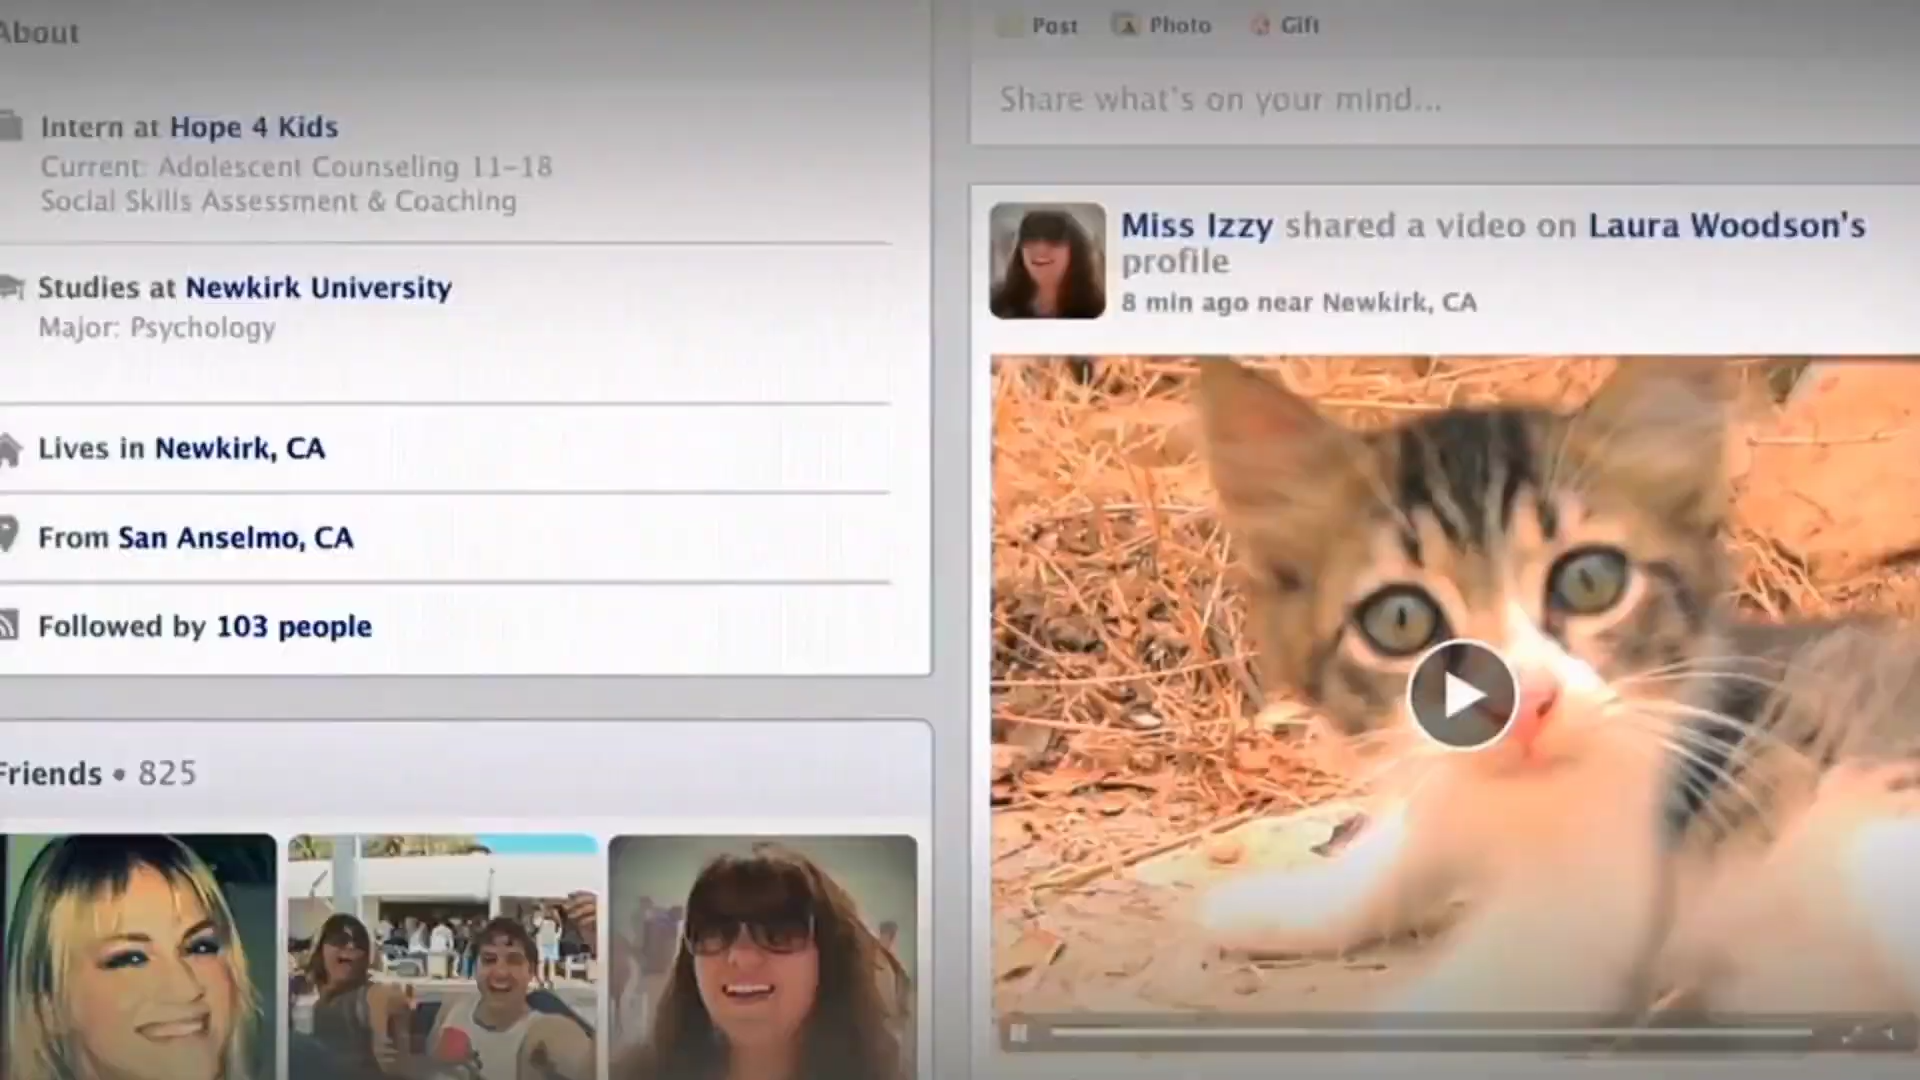 About
Intern at Hope 4 Kids
Current: Adolescent Counseling 11-18
Social Skills Assessment & Coaching
Studies at Newkirk University
Major: Psychology
Lives in Newkirk, CA
From San Anselmo, CA
Followed by 103 people
Friends • 825
Post Photo Gift
Share what's on your mind...
Miss Izzy shared a video on Laura Woodson's
profile
8 min ago near Newkirk, CA